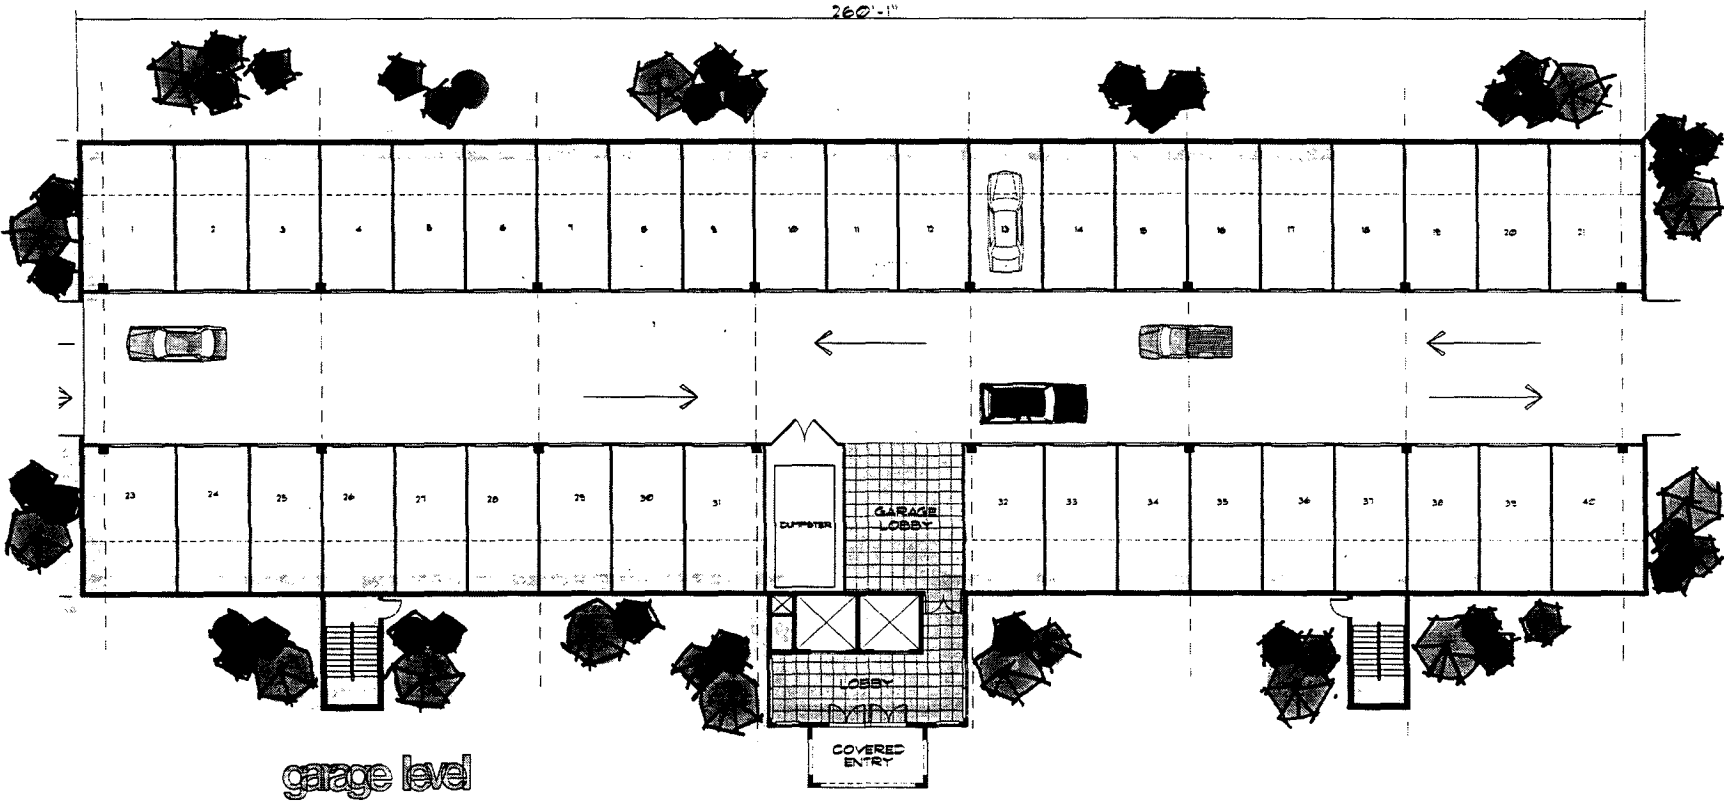 260'-1"
1 2 3 4 5 6 7 8 9 10 11 12 13 14 15 16 17 18 19 20 21
23 24 25 26 27 28 29 30 31 32 33 34 35 36 37 38 39 40
DUMPSTER
GARAGE
LOBBY
LOBBY
COVERED
ENTRY
garage level